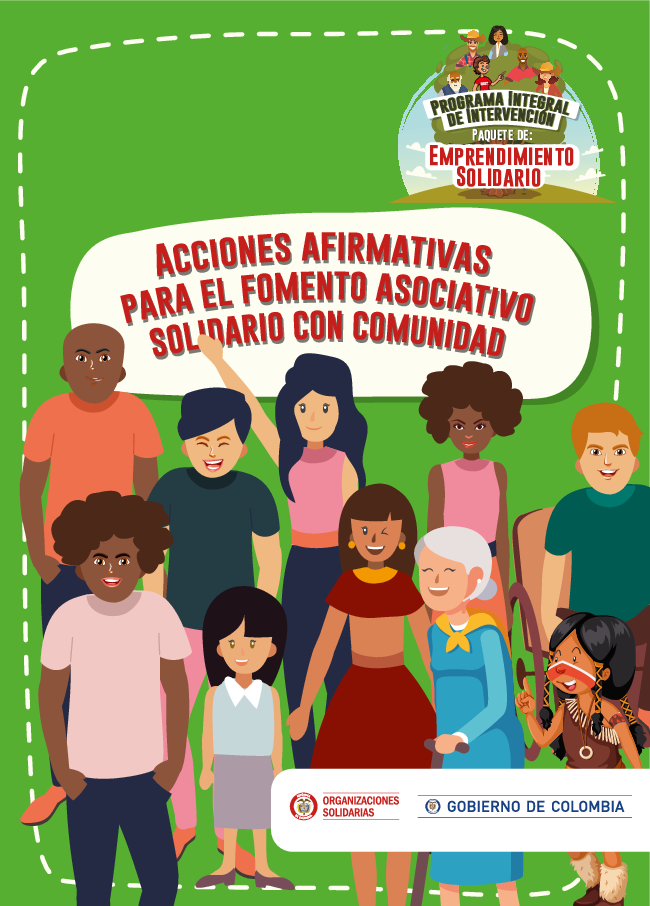 PROGRAMA INTEGRAL
DE INTERVENCIÓN
PAQUETE DE:
EMPRENDIMIENTO
SOLIDARIO
ACCIONES AFIRMATIVAS
PARA EL FOMENTO ASOCIATIVO
SOLIDARIO CON COMUNIDAD
ORGANIZACIONES
SOLIDARIAS
GOBIERNO DE COLOMBIA